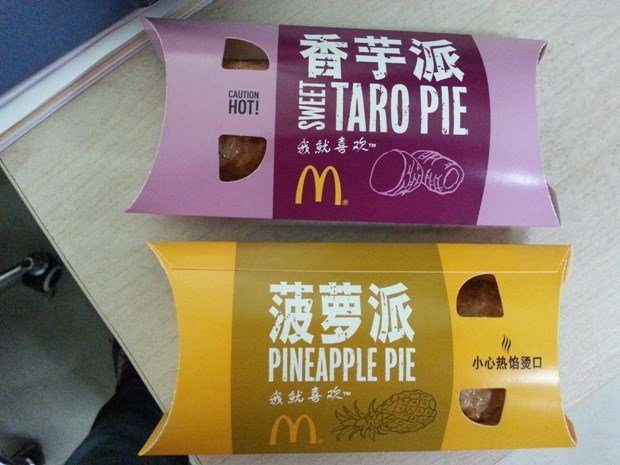 香芋派
SWEET
TARO PIE
CAUTION
HOT!
我就喜欢™
M®
菠萝派
PINEAPPLE PIE
小心热馅烫口
我就喜欢™
M®